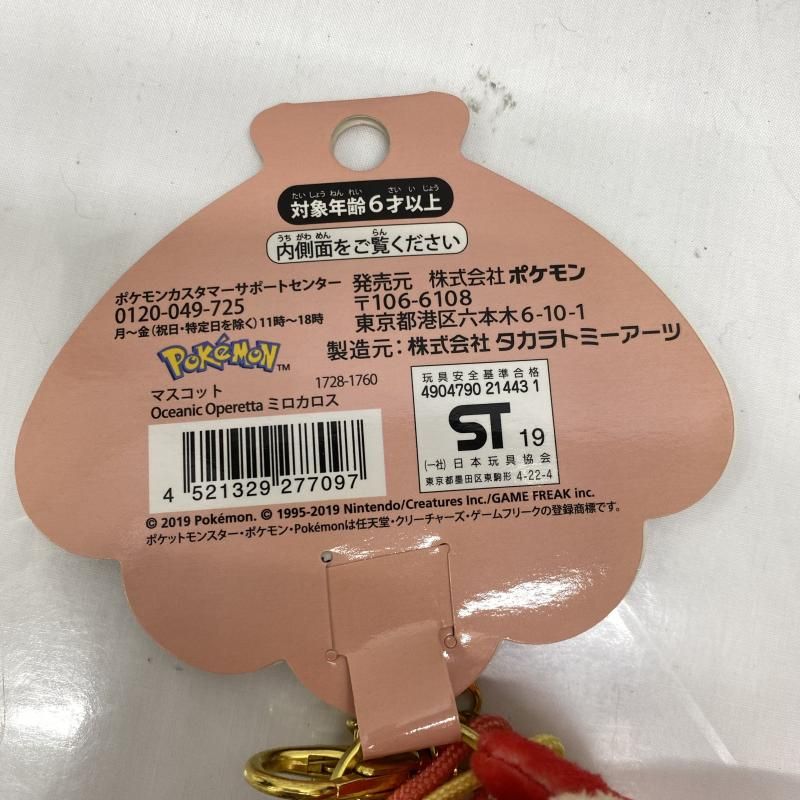 たいしょうねんれい さいいじょう
対象年齢6才以上
うちがわめん らん
内側面をご覧ください
ポケモンカスタマーサポートセンター
0120-049-725
月〜金(祝日・特定日を除く)11時〜18時
発売元 株式会社 ポケモン
〒106-6108
東京都港区六本木6-10-1
製造元:株式会社 タカラトミーアーツ
POKéMON™
マスコット 1728-1760
Oceanic Operetta ミロカロス
4 521329 277097
玩具安全基準合格
4904790 21443 1
ST 19
(一社)日本玩具協会
東京都墨田区東駒形 4-22-4
© 2019 Pokémon. © 1995-2019 Nintendo/Creatures Inc./GAME FREAK inc.
ポケットモンスター・ポケモン・Pokémonは任天堂・クリーチャーズ・ゲームフリークの登録商標です。